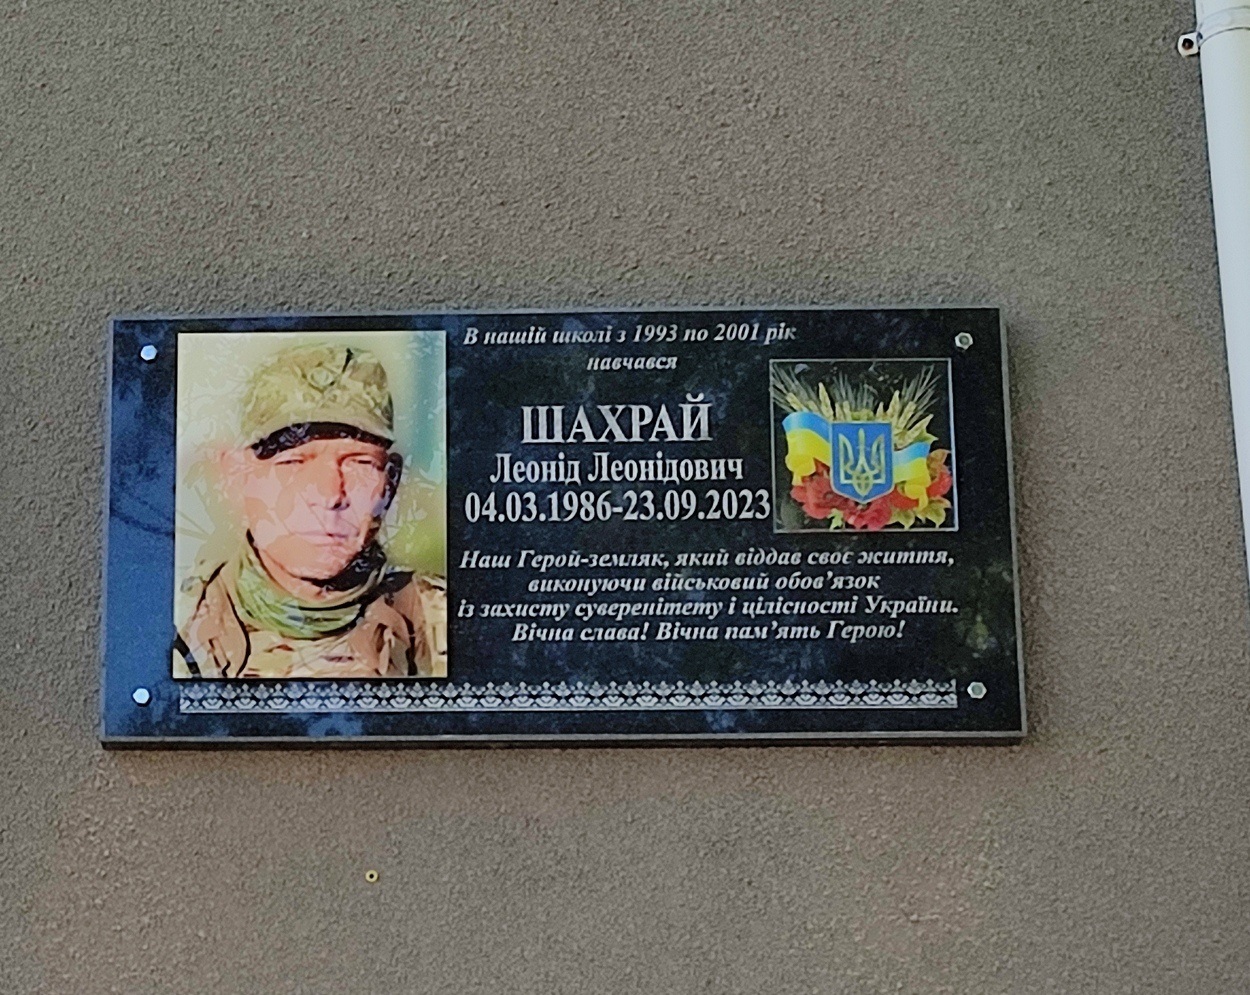 В нашій школі з 1993 по 2001 рік
навчався
ШАХРАЙ
Леонід Леонідович
04.03.1986-23.09.2023
Наш Герой-земляк, який віддав своє життя,
виконуючи військовий обов’язок
із захисту суверенітету і цілісності України.
Вічна слава! Вічна пам’ять Герою!